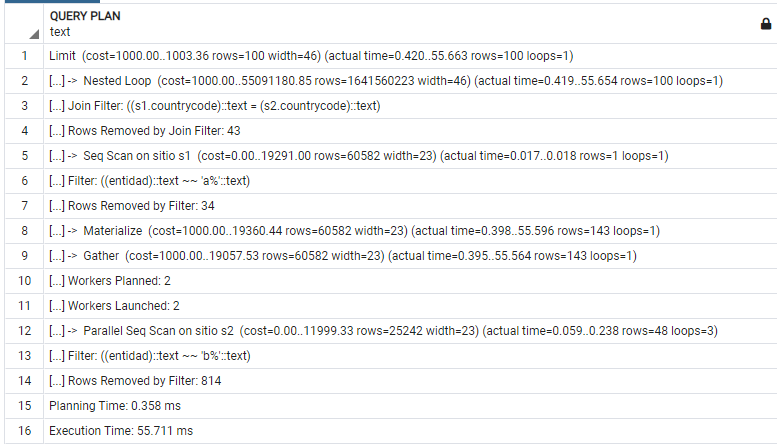 QUERY PLAN
text
1 Limit (cost=1000.00..1003.36 rows=100 width=46) (actual time=0.420..55.663 rows=100 loops=1)
2 [...] -> Nested Loop (cost=1000.00..55091180.85 rows=1641560223 width=46) (actual time=0.419..55.654 rows=100 loops=1)
3 [...] Join Filter: ((s1.countrycode)::text = (s2.countrycode)::text)
4 [...] Rows Removed by Join Filter: 43
5 [...] -> Seq Scan on sitio s1 (cost=0.00..19291.00 rows=60582 width=23) (actual time=0.017..0.018 rows=1 loops=1)
6 [...] Filter: ((entidad)::text ~~ 'a%'::text)
7 [...] Rows Removed by Filter: 34
8 [...] -> Materialize (cost=1000.00..19360.44 rows=60582 width=23) (actual time=0.398..55.596 rows=143 loops=1)
9 [...] -> Gather (cost=1000.00..19057.53 rows=60582 width=23) (actual time=0.395..55.564 rows=143 loops=1)
10 [...] Workers Planned: 2
11 [...] Workers Launched: 2
12 [...] -> Parallel Seq Scan on sitio s2 (cost=0.00..11999.33 rows=25242 width=23) (actual time=0.059..0.238 rows=48 loops=3)
13 [...] Filter: ((entidad)::text ~~ 'b%'::text)
14 [...] Rows Removed by Filter: 814
15 Planning Time: 0.358 ms
16 Execution Time: 55.711 ms